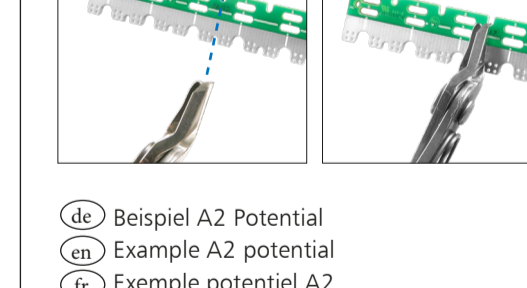 de Beispiel A2 Potential
en Example A2 potential
fr Exemple potentiel A2